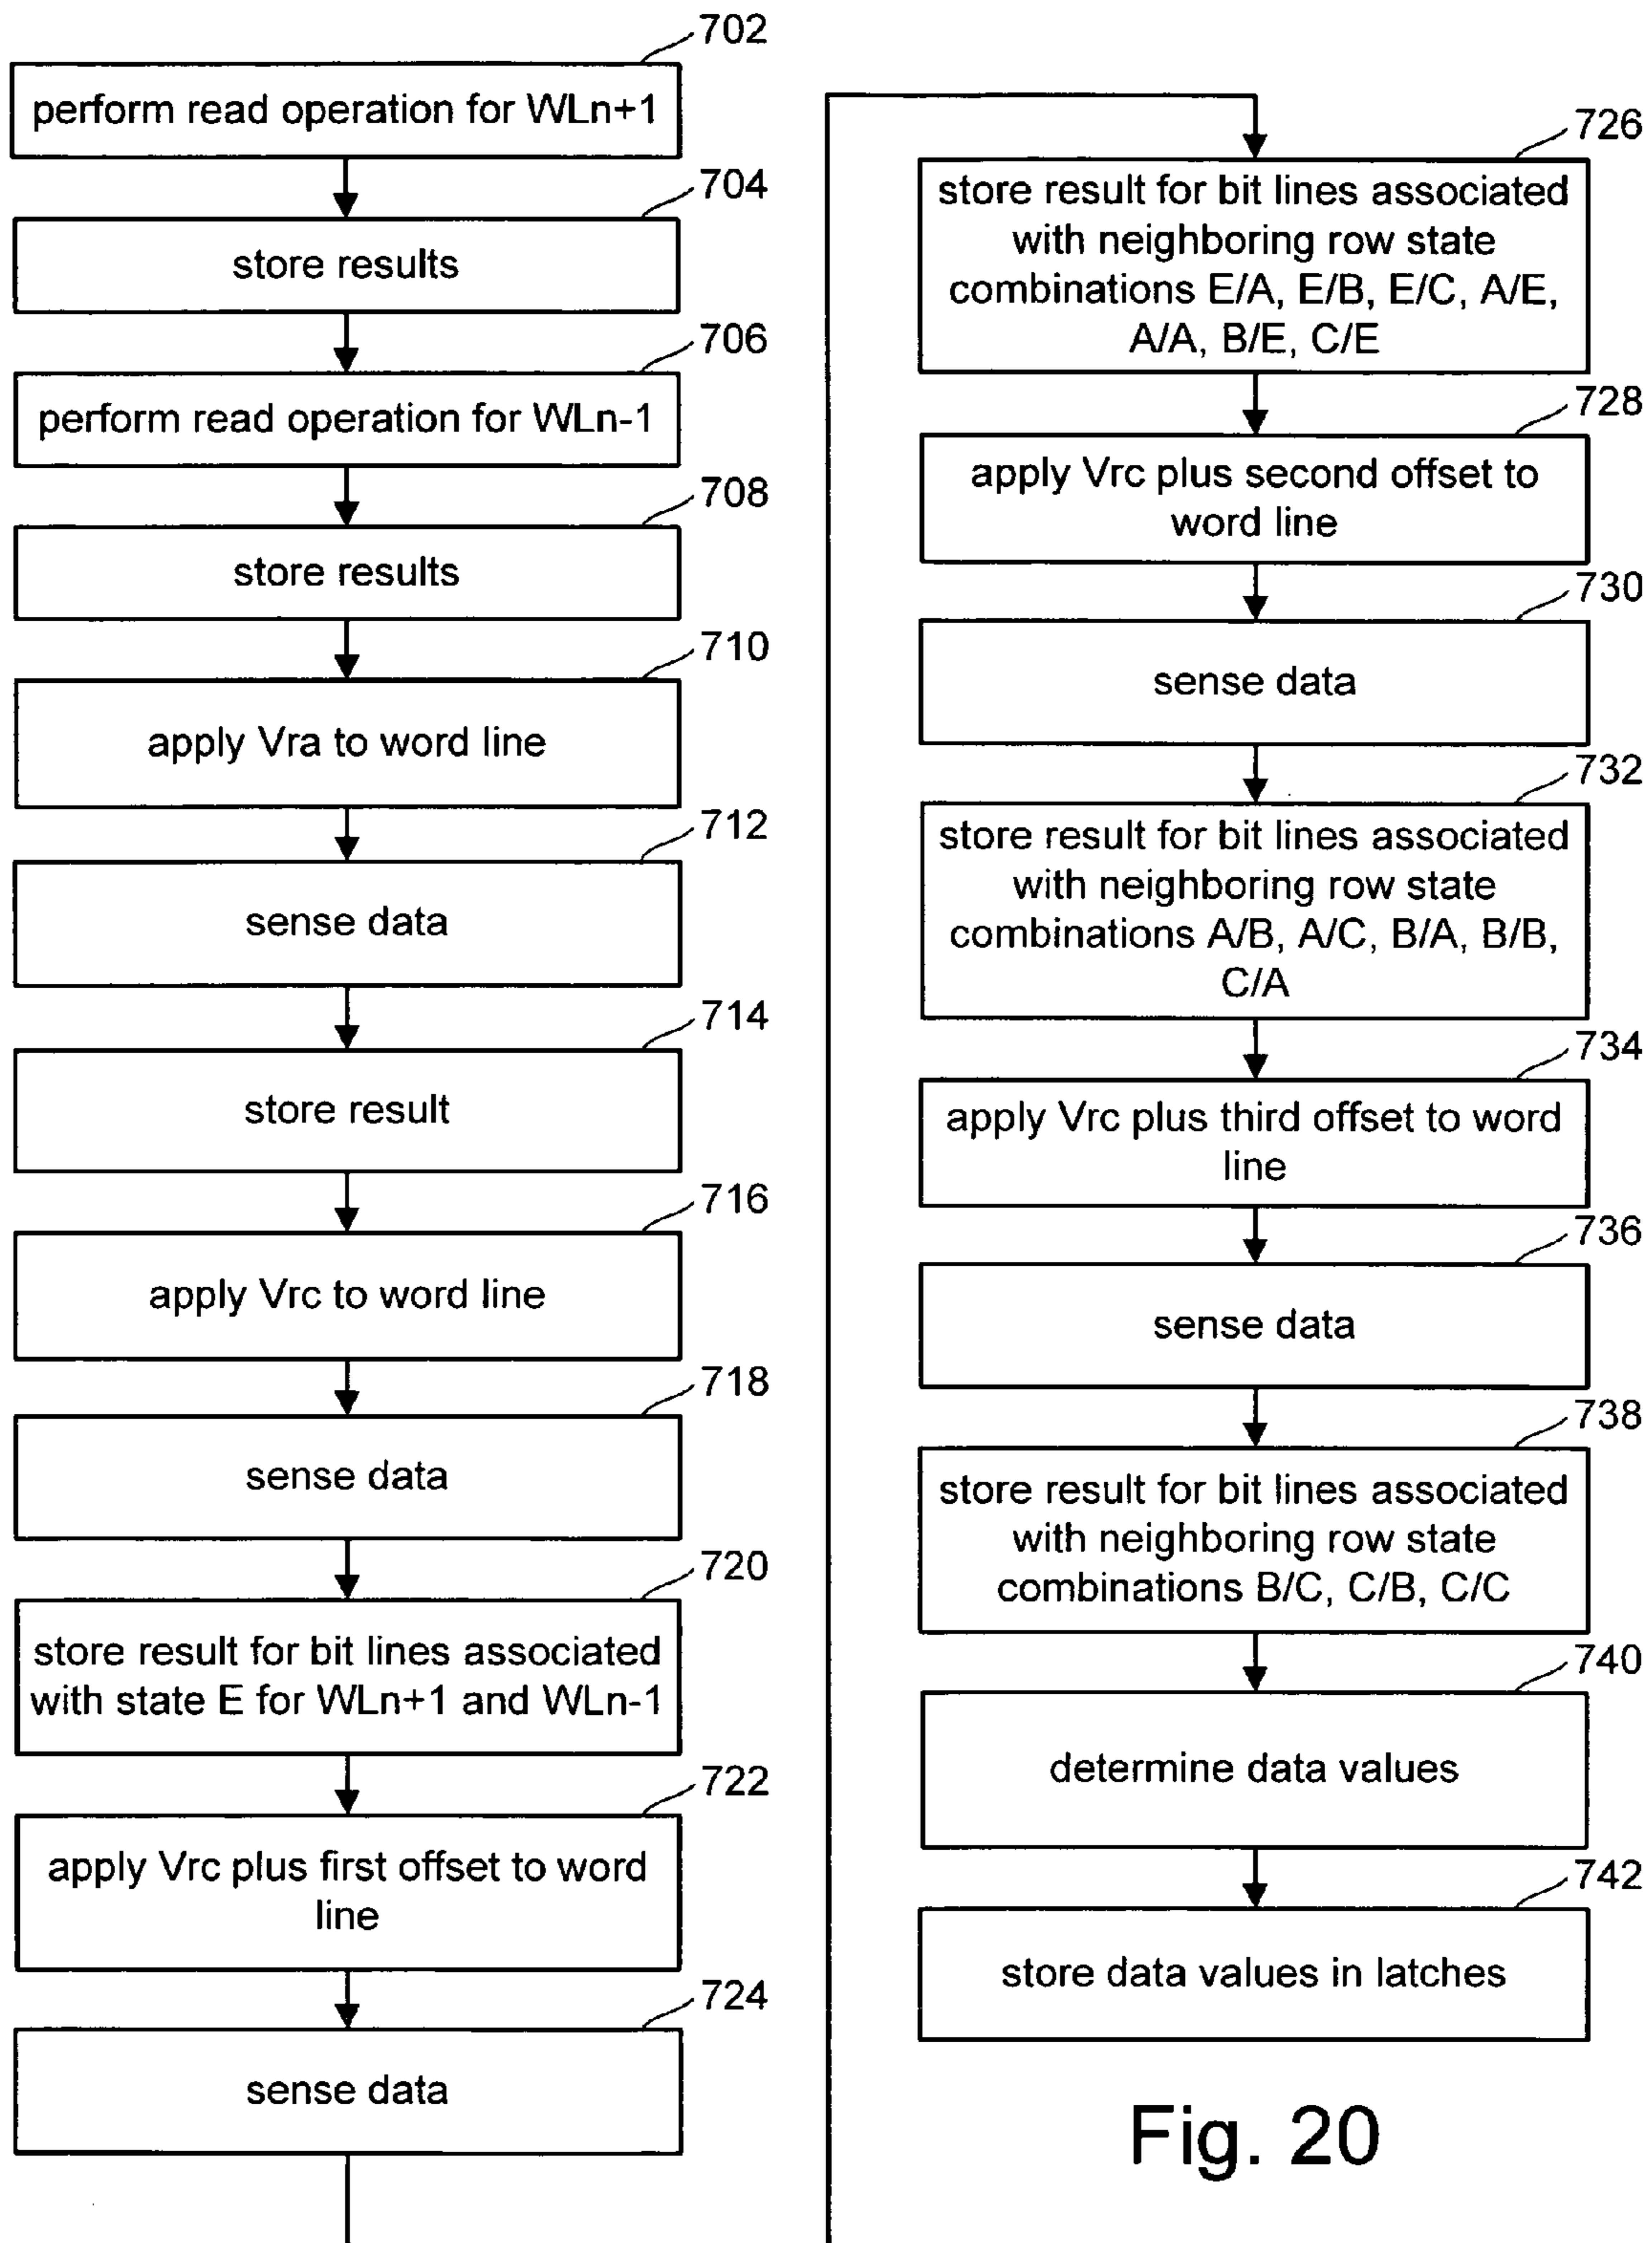 702
perform read operation for WLn+1
704
store results
706
perform read operation for WLn-1
708
store results
710
apply Vra to word line
712
sense data
714
store result
716
apply Vrc to word line
718
sense data
720
store result for bit lines associated
with state E for WLn+1 and WLn-1
722
apply Vrc plus first offset to word
line
724
sense data
726
store result for bit lines associated
with neighboring row state
combinations E/A, E/B, E/C, A/E,
A/A, B/E, C/E
728
apply Vrc plus second offset to
word line
730
sense data
732
store result for bit lines associated
with neighboring row state
combinations A/B, A/C, B/A, B/B,
C/A
734
apply Vrc plus third offset to word
line
736
sense data
738
store result for bit lines associated
with neighboring row state
combinations B/C, C/B, C/C
740
determine data values
742
store data values in latches
Fig. 20